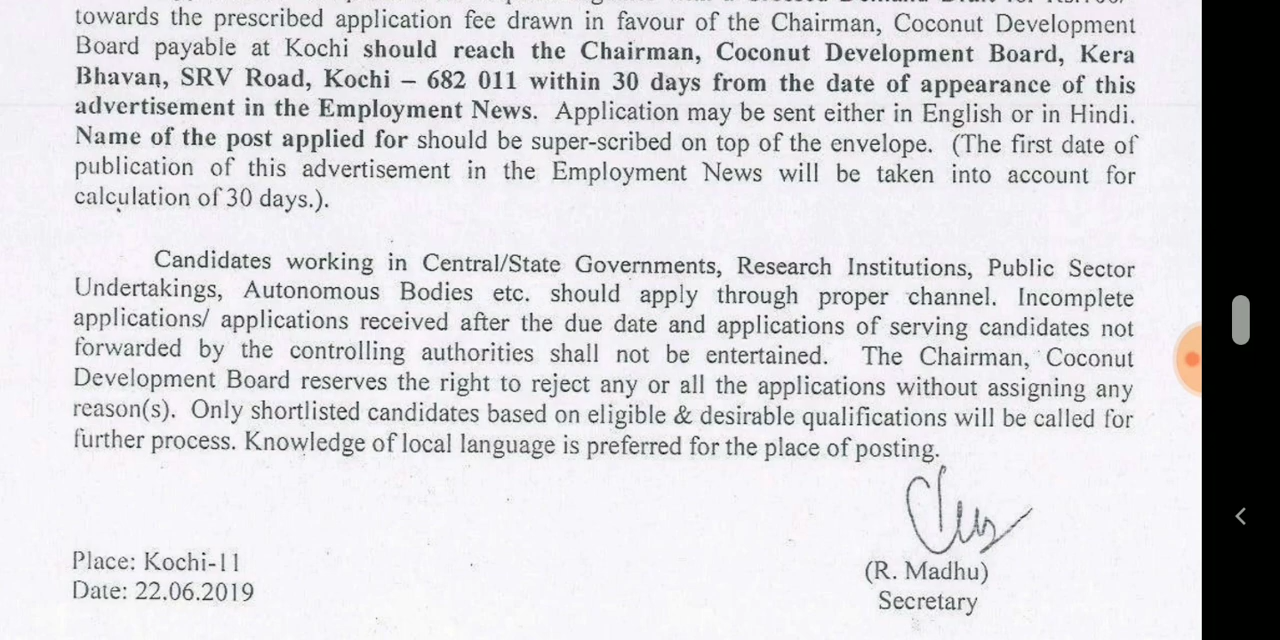 towards the prescribed application fee drawn in favour of the Chairman, Coconut Development
Board payable at Kochi should reach the Chairman, Coconut Development Board, Kera
Bhavan, SRV Road, Kochi – 682 011 within 30 days from the date of appearance of this
advertisement in the Employment News. Application may be sent either in English or in Hindi.
Name of the post applied for should be super-scribed on top of the envelope. (The first date of
publication of this advertisement in the Employment News will be taken into account for
calculation of 30 days.).
Candidates working in Central/State Governments, Research Institutions, Public Sector
Undertakings, Autonomous Bodies etc. should apply through proper channel. Incomplete
applications/ applications received after the due date and applications of serving candidates not
forwarded by the controlling authorities shall not be entertained. The Chairman, Coconut
Development Board reserves the right to reject any or all the applications without assigning any
reason(s). Only shortlisted candidates based on eligible & desirable qualifications will be called for
further process. Knowledge of local language is preferred for the place of posting.
Place: Kochi-11
Date: 22.06.2019
(R. Madhu)
Secretary